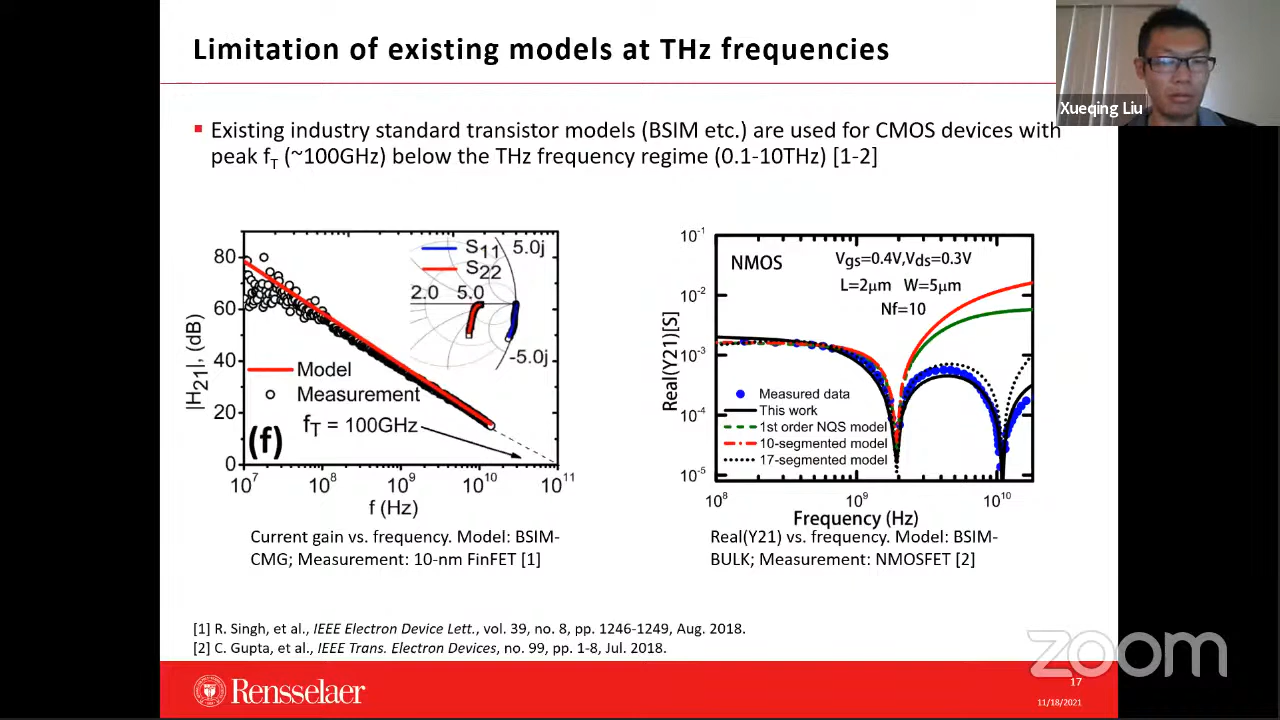 Limitation of existing models at THz frequencies
Xueqing Liu
Existing industry standard transistor models (BSIM etc.) are used for CMOS devices with
peak fT (~100GHz) below the THz frequency regime (0.1-10THz) [1-2]
|H21|, (dB)
80
60
40
20
0
S11
S22
5.0j
2.0
5.0
-5.0j
Model
Measurement
fT = 100GHz
(f)
10^7
10^8
10^9
10^10
10^11
f (Hz)
Current gain vs. frequency. Model: BSIM-
CMG; Measurement: 10-nm FinFET [1]
Real(Y21)[S]
10^-1
10^-2
10^-3
10^-4
10^-5
NMOS
Vgs=0.4V,Vds=0.3V
L=2μm W=5μm
Nf=10
Measured data
This work
1st order NQS model
10-segmented model
17-segmented model
10^8
10^9
10^10
Frequency (Hz)
Real(Y21) vs. frequency. Model: BSIM-
BULK; Measurement: NMOSFET [2]
[1] R. Singh, et al., IEEE Electron Device Lett., vol. 39, no. 8, pp. 1246-1249, Aug. 2018.
[2] C. Gupta, et al., IEEE Trans. Electron Devices, no. 99, pp. 1-8, Jul. 2018.
zoom
Rensselaer
17
11/18/2021